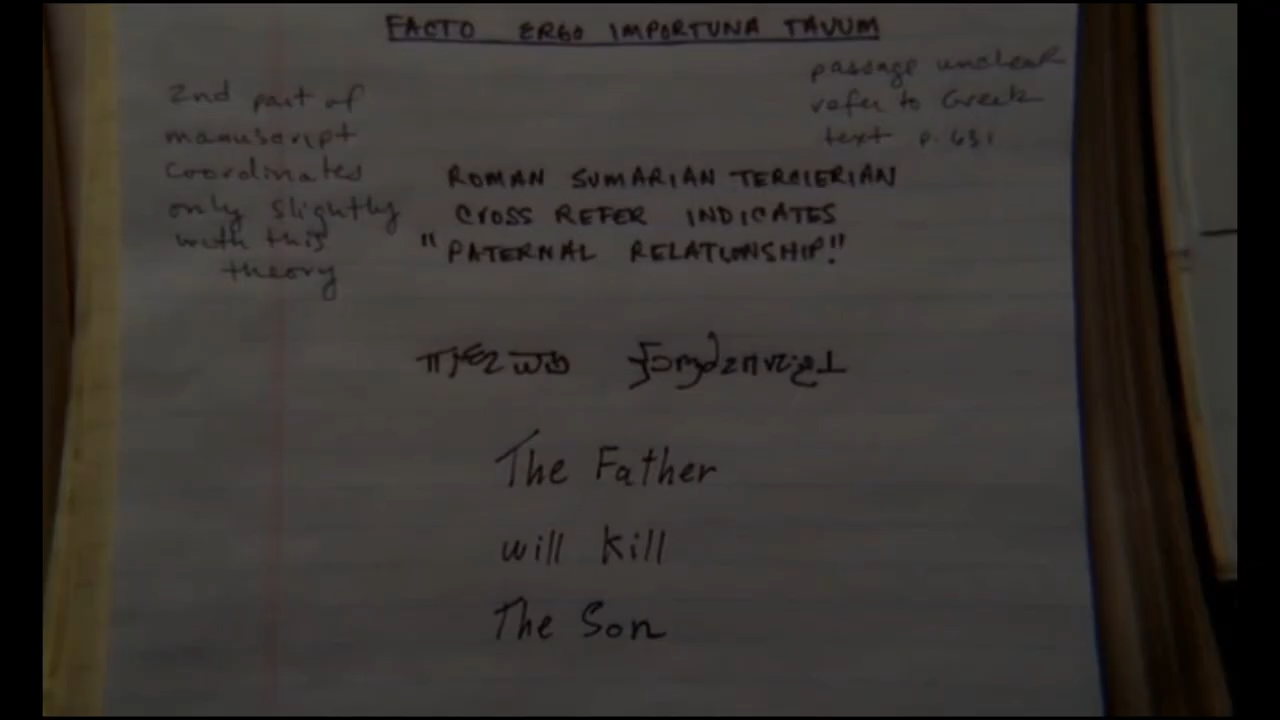 FACTO ERGO IMPORTUNA TAVUM
2nd part of
manuscript
coordinates
only slightly
with this
theory
passage unclear
refer to Greek
text p. 631
ROMAN SUMARIAN TERCIERIAN
CROSS REFER INDICATES
"PATERNAL RELATIONSHIP!"
The Father
will Kill
The Son